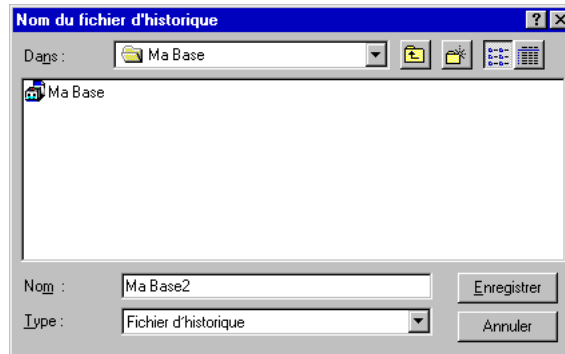 Nom du fichier d'historique
Dans : Ma Base
Ma Base
Nom : Ma Base2 Enregistrer
Type : Fichier d'historique Annuler